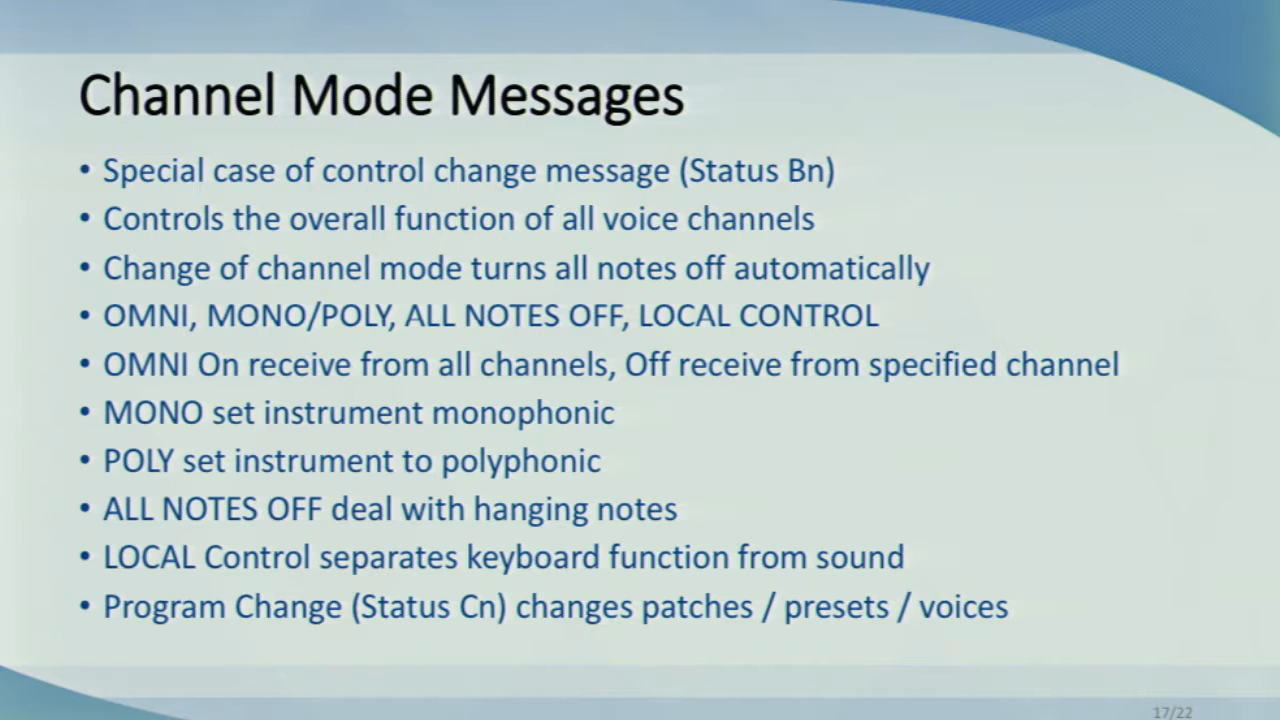 Channel Mode Messages
• Special case of control change message (Status Bn)
• Controls the overall function of all voice channels
• Change of channel mode turns all notes off automatically
• OMNI, MONO/POLY, ALL NOTES OFF, LOCAL CONTROL
• OMNI On receive from all channels, Off receive from specified channel
• MONO set instrument monophonic
• POLY set instrument to polyphonic
• ALL NOTES OFF deal with hanging notes
• LOCAL Control separates keyboard function from sound
• Program Change (Status Cn) changes patches / presets / voices
17/22